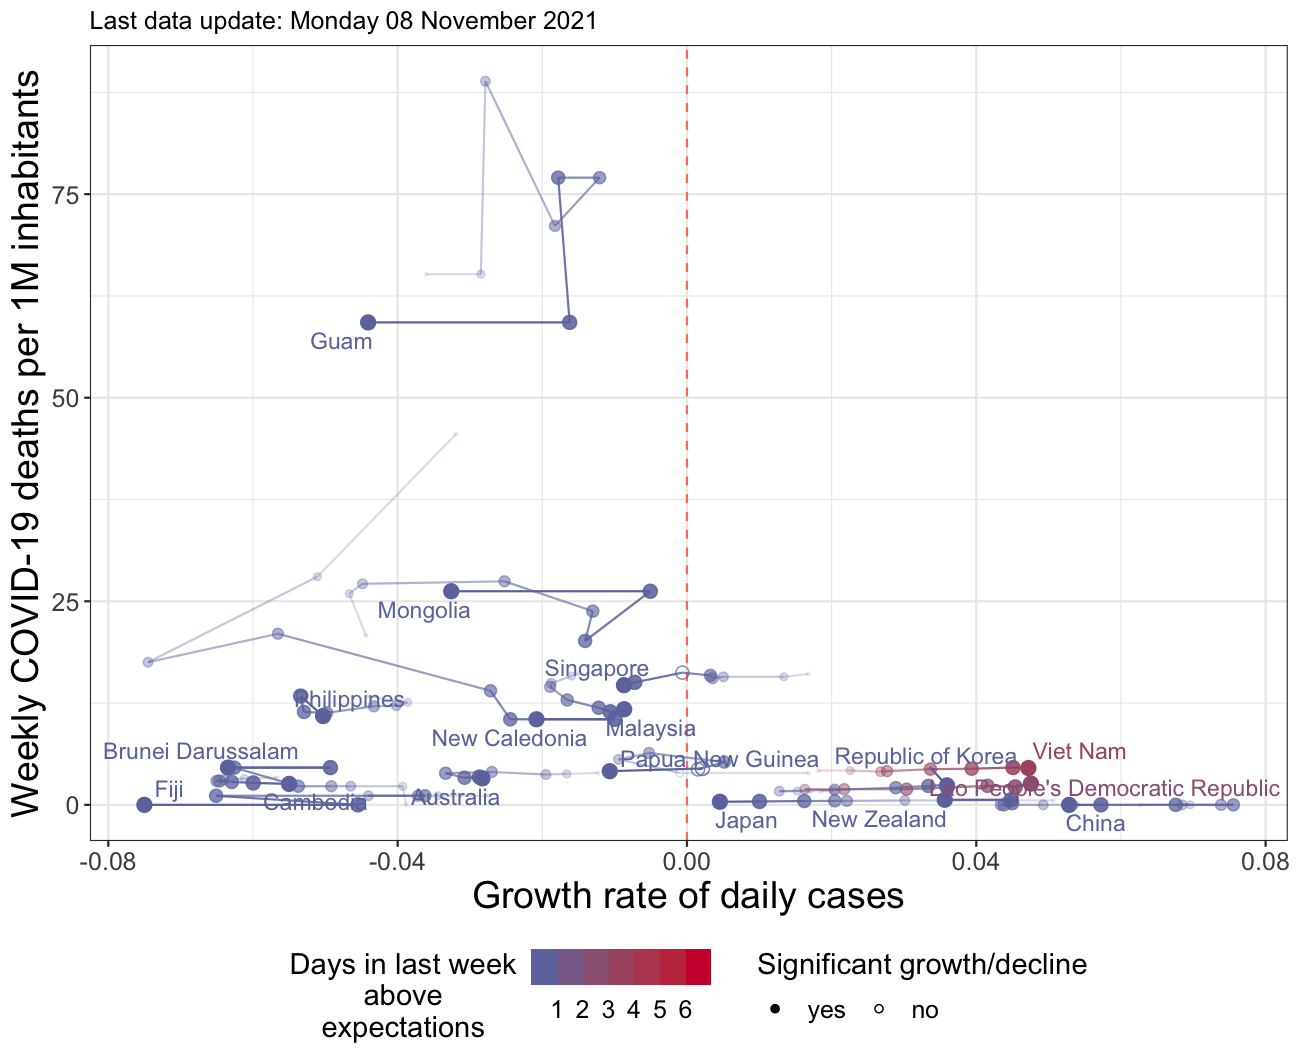 Last data update: Monday 08 November 2021
Weekly COVID-19 deaths per 1M inhabitants
75
50
25
0
Guam
Mongolia
Singapore
Philippines
Malaysia
New Caledonia
Brunei Darussalam
Papua New Guinea
Republic of Korea
Viet Nam
Fiji
Cambodia
Australia
Lao People's Democratic Republic
Japan
New Zealand
China
-0.08
-0.04
0.00
0.04
0.08
Growth rate of daily cases
Days in last week
above
expectations
1 2 3 4 5 6
Significant growth/decline
yes
no